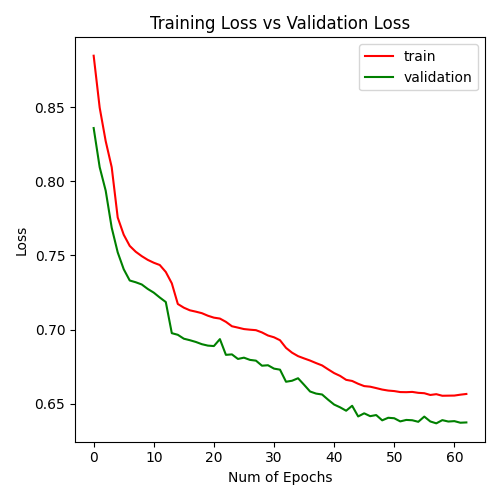 Training Loss vs Validation Loss
train
validation
Loss
0.85
0.80
0.75
0.70
0.65
0 10 20 30 40 50 60
Num of Epochs